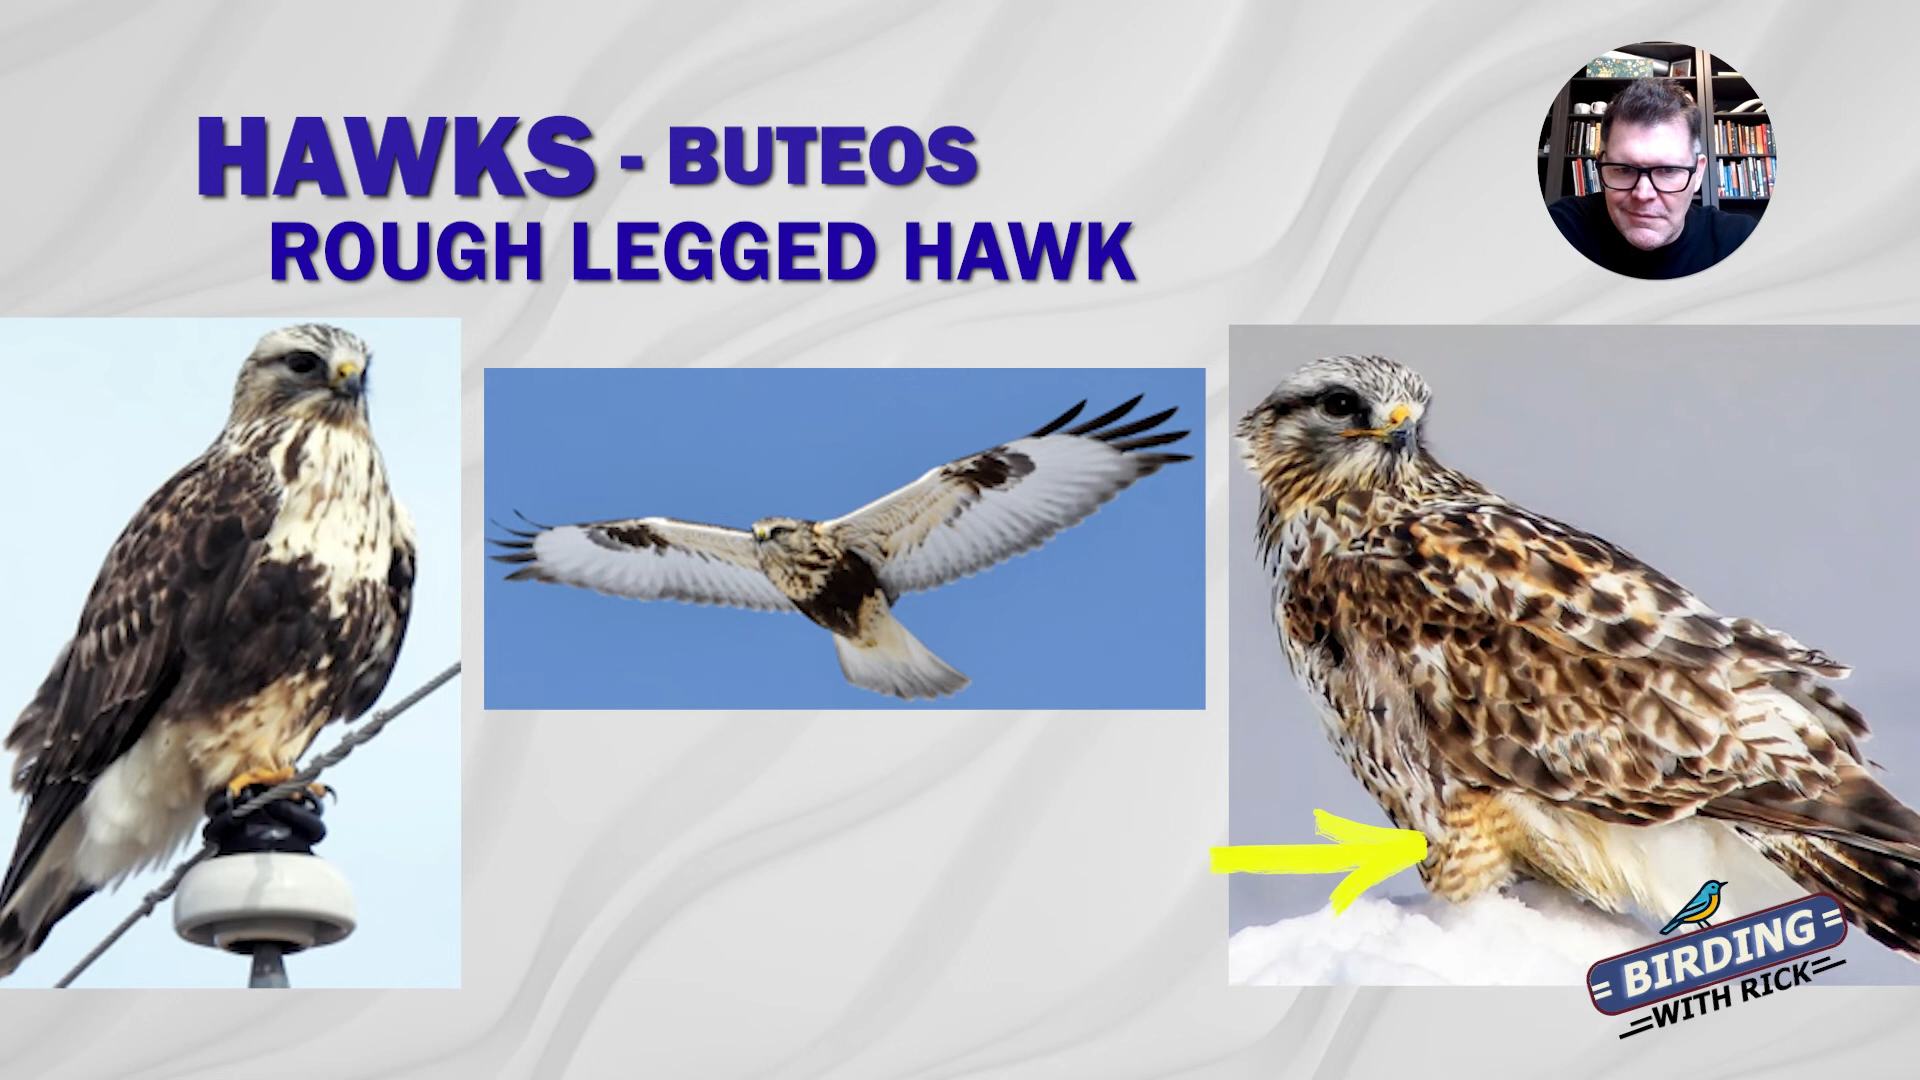 HAWKS - BUTEOS
ROUGH LEGGED HAWK
BIRDING
WITH RICK